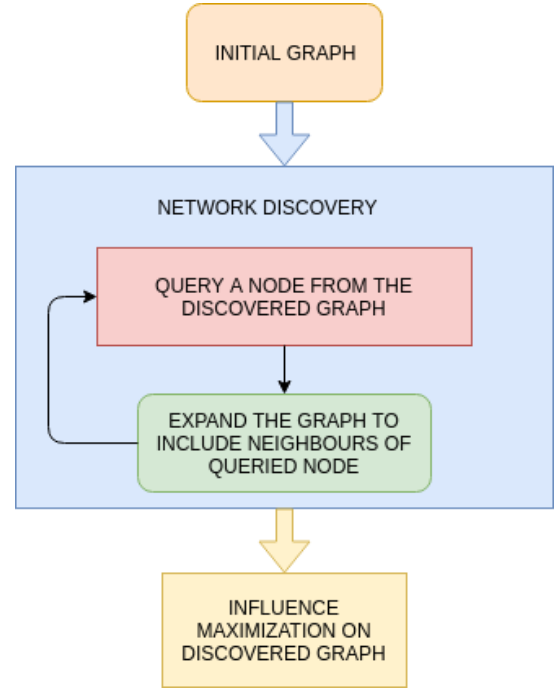 INITIAL GRAPH
NETWORK DISCOVERY
QUERY A NODE FROM THE
DISCOVERED GRAPH
EXPAND THE GRAPH TO
INCLUDE NEIGHBOURS OF
QUERIED NODE
INFLUENCE
MAXIMIZATION ON
DISCOVERED GRAPH